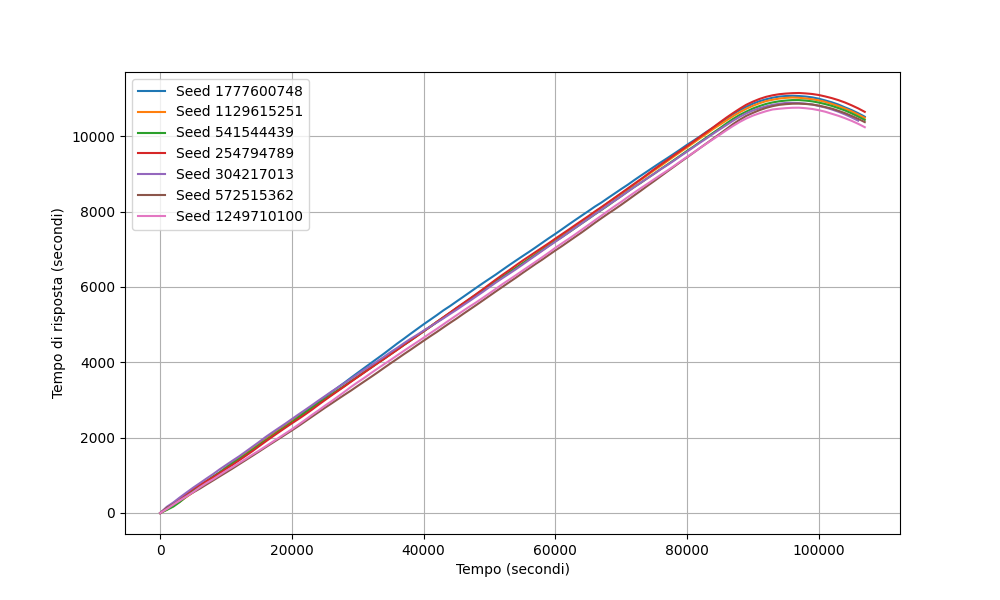 Seed 1777600748
Seed 1129615251
Seed 541544439
Seed 254794789
Seed 304217013
Seed 572515362
Seed 1249710100
Tempo di risposta (secondi)
10000
8000
6000
4000
2000
0
0 20000 40000 60000 80000 100000
Tempo (secondi)